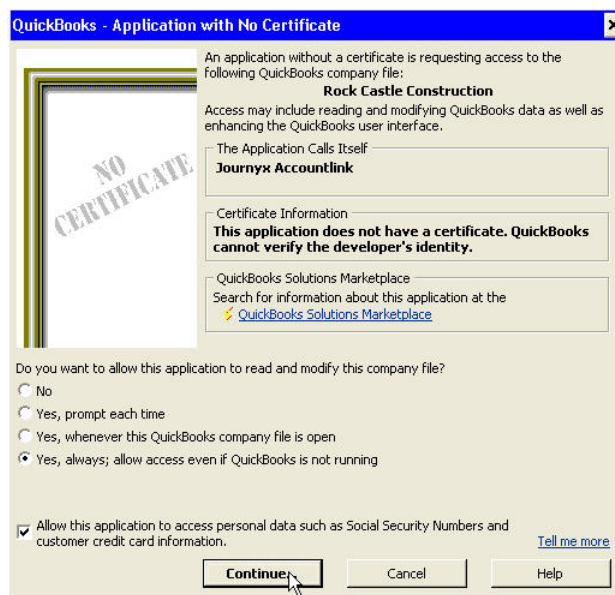 QuickBooks - Application with No Certificate
NO
CERTIFICATE
An application without a certificate is requesting access to the
following QuickBooks company file:
Rock Castle Construction
Access may include reading and modifying QuickBooks data as well as
enhancing the QuickBooks user interface.
The Application Calls Itself
Journyx Accountlink
Certificate Information
This application does not have a certificate. QuickBooks
cannot verify the developer's identity.
QuickBooks Solutions Marketplace
Search for information about this application at the
QuickBooks Solutions Marketplace
Do you want to allow this application to read and modify this company file?
No
Yes, prompt each time
Yes, whenever this QuickBooks company file is open
Yes, always; allow access even if QuickBooks is not running
Allow this application to access personal data such as Social Security Numbers and
customer credit card information.
Tell me more
Continue...
Cancel
Help